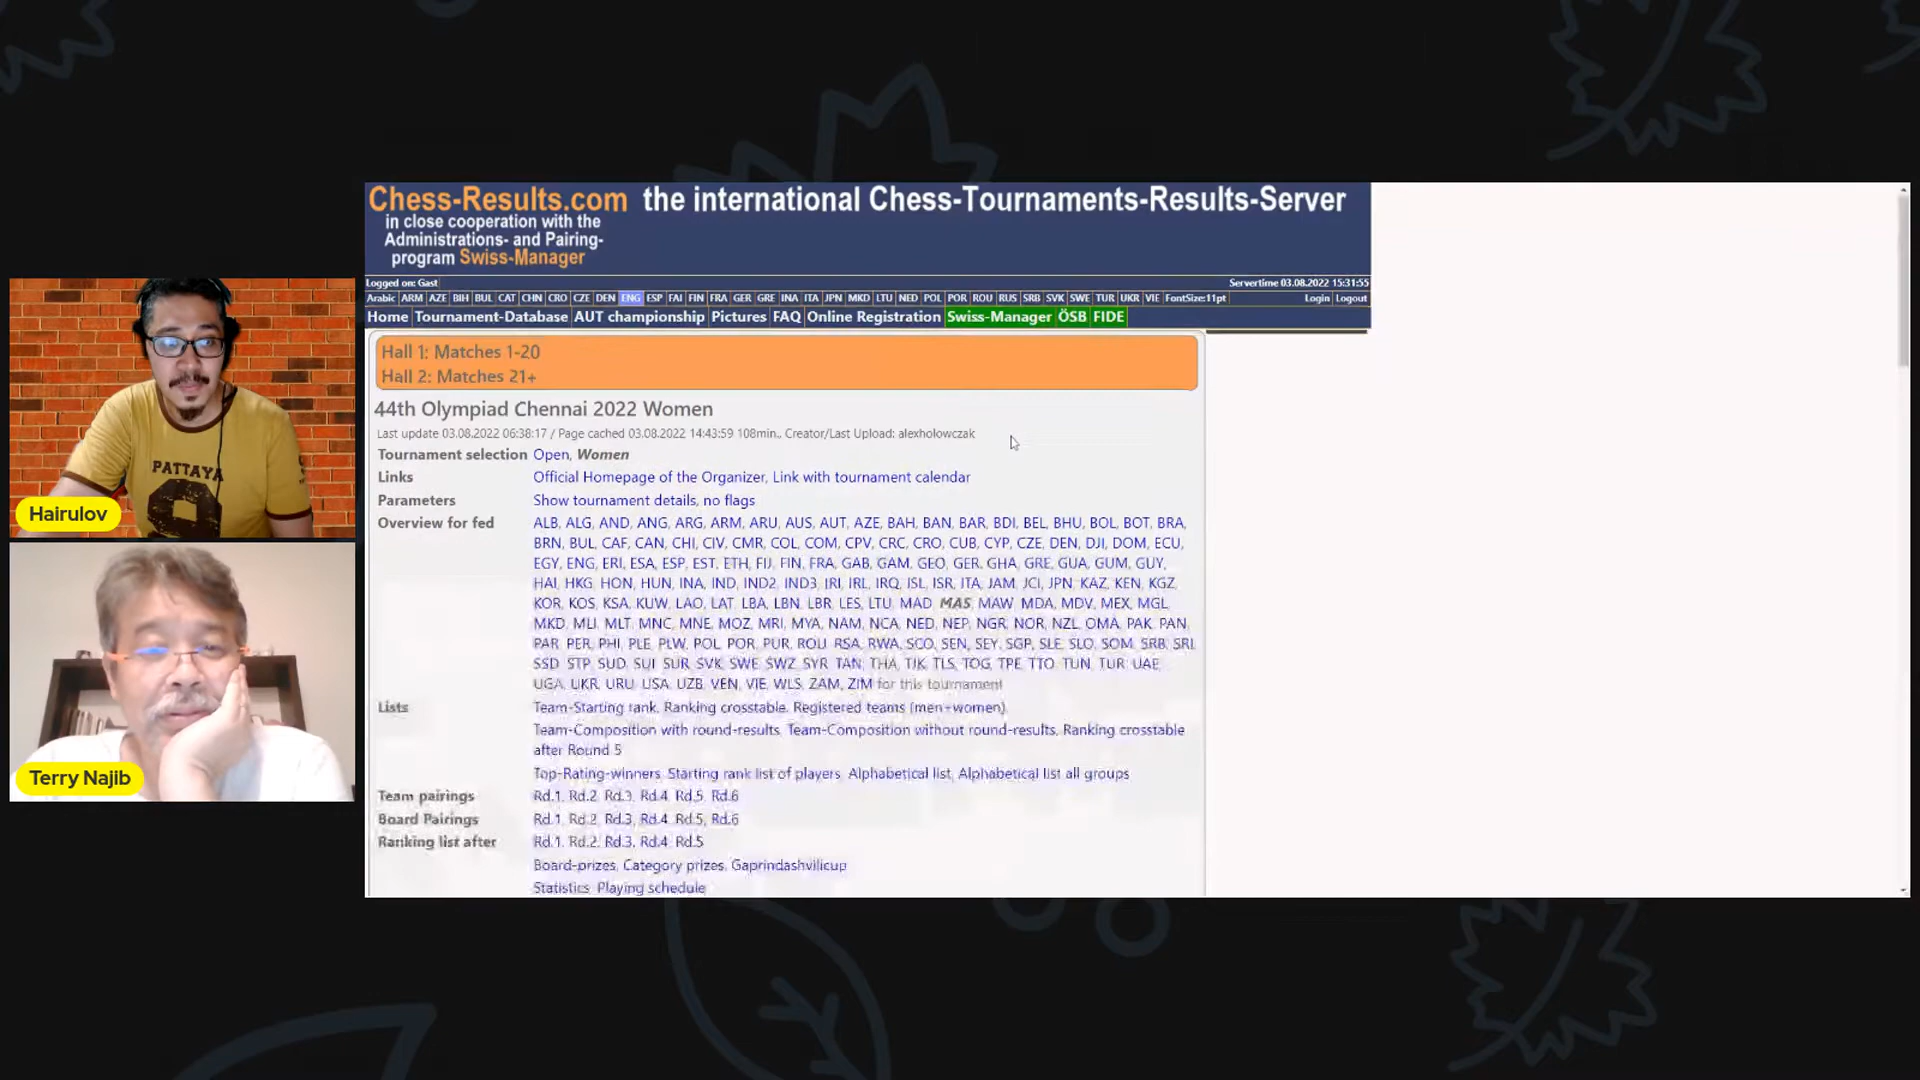 Chess-Results.com the international Chess-Tournaments-Results-Server
in close cooperation with the
Administrations- and Pairing-
program Swiss-Manager
Logged on: Gast
Servertime 03.08.2022 15:31:55
Arabic ARM AZE BIH BUL CAT CHN CRO CZE DEN ENG ESP FAI FIN FRA GER GRE INA ITA JPN MKD LTU NED POL POR ROU RUS SRB SVK SWE TUR UKR VIE FontSize:11pt Login Logout
Home Tournament-Database AUT championship Pictures FAQ Online Registration Swiss-Manager ÖSB FIDE
Hall 1: Matches 1-20
Hall 2: Matches 21+
44th Olympiad Chennai 2022 Women
Last update 03.08.2022 06:38:17 / Page cached 03.08.2022 14:43:59 108min., Creator/Last Upload: alexholowczak
Tournament selection Open, Women
Links Official Homepage of the Organizer, Link with tournament calendar
Parameters Show tournament details, no flags
Overview for fed ALB, ALG, AND, ANG, ARG, ARM, ARU, AUS, AUT, AZE, BAH, BAN, BAR, BDI, BEL, BHU, BOL, BOT, BRA,
BRN, BUL, CAF, CAN, CHI, CIV, CMR, COL, COM, CPV, CRC, CRO, CUB, CYP, CZE, DEN, DJI, DOM, ECU,
EGY, ENG, ERI, ESA, ESP, EST, ETH, FIJ, FIN, FRA, GAB, GAM, GEO, GER, GHA, GRE, GUA, GUM, GUY,
HAI, HKG, HON, HUN, INA, IND, IND2, IND3, IRI, IRL, IRQ, ISL, ISR, ITA, JAM, JCI, JPN, KAZ, KEN, KGZ,
KOR, KOS, KSA, KUW, LAO, LAT, LBA, LBN, LBR, LES, LTU, MAD, MAS, MAW, MDA, MDV, MEX, MGL,
MKD, MLI, MLT, MNC, MNE, MOZ, MRI, MYA, NAM, NCA, NED, NEP, NGR, NOR, NZL, OMA, PAK, PAN,
PAR, PER, PHI, PLE, PLW, POL, POR, PUR, ROU, RSA, RWA, SCO, SEN, SEY, SGP, SLE, SLO, SOM, SRB, SRI,
SSD, STP, SUD, SUI, SUR, SVK, SWE, SWZ, SYR, TAN, THA, TJK, TLS, TOG, TPE, TTO, TUN, TUR, UAE,
UGA, UKR, URU, USA, UZB, VEN, VIE, WLS, ZAM, ZIM for this tournament
Lists Team-Starting rank, Ranking crosstable, Registered teams (men+women)
Team-Composition with round-results, Team-Composition without round-results, Ranking crosstable
after Round 5
Top-Rating-winners, Starting rank list of players, Alphabetical list, Alphabetical list all groups
Team pairings Rd.1, Rd.2, Rd.3, Rd.4, Rd.5, Rd.6
Board Pairings Rd.1, Rd.2, Rd.3, Rd.4, Rd.5, Rd.6
Ranking list after Rd.1, Rd.2, Rd.3, Rd.4, Rd.5
Board-prizes, Category prizes, Gaprindashvilicup
Statistics, Playing schedule
PATTAYA
9
Hairulov
Terry Najib